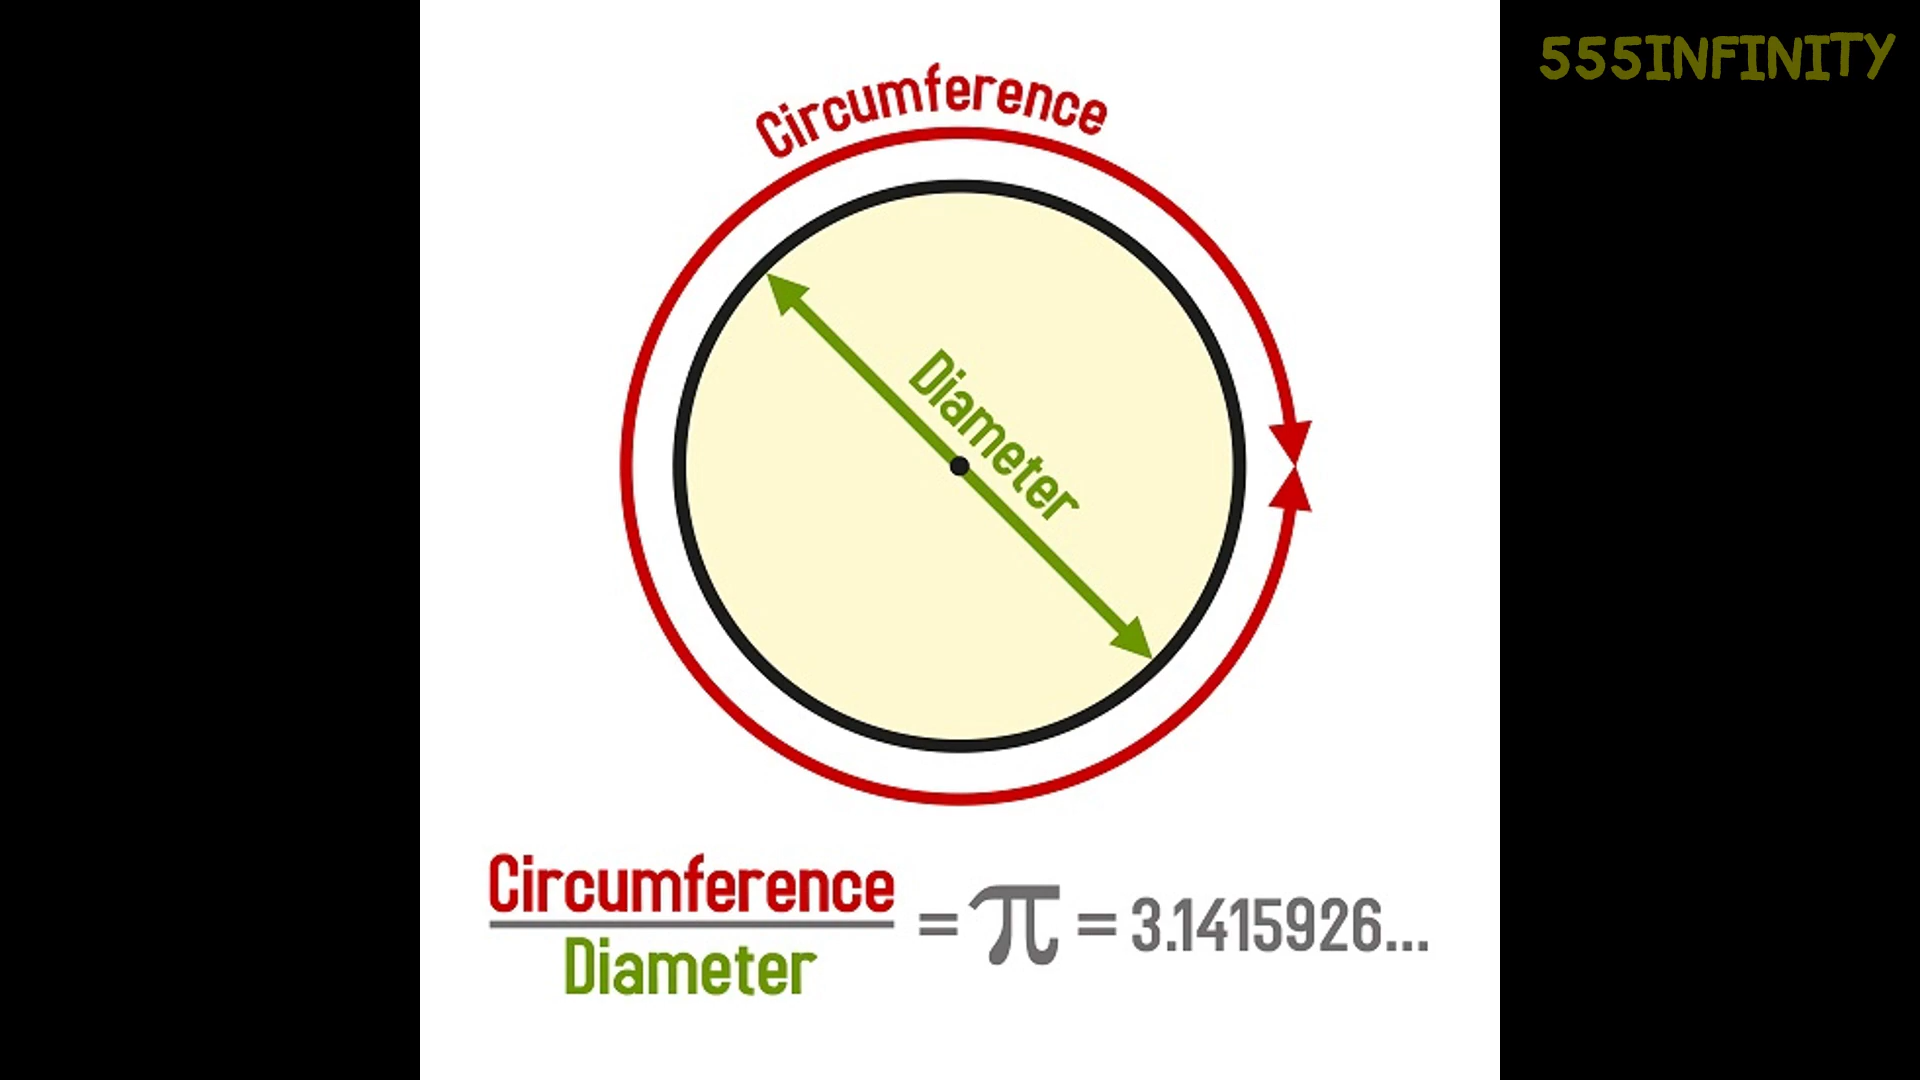 555INFINITY
Circumference
Diameter
Circumference
Diameter
= π = 3.1415926...